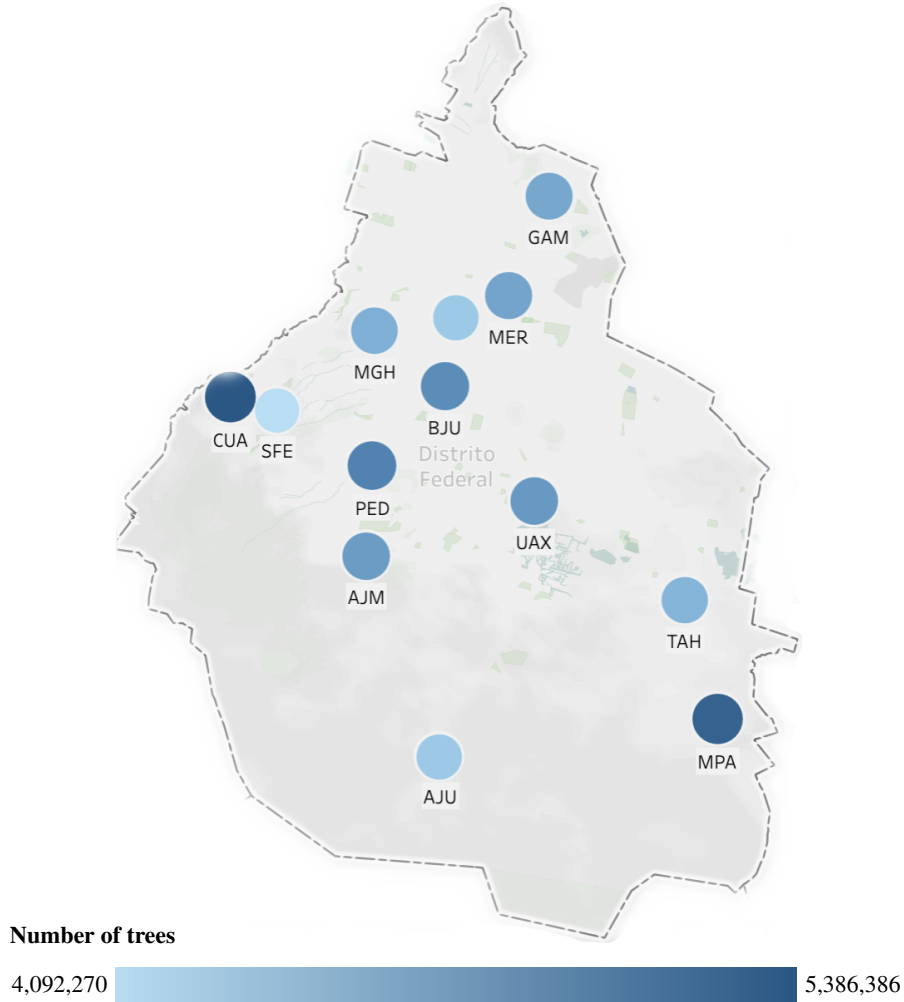 GAM
MER
MGH
BJU
CUA
SFE
Distrito
Federal
PED
UAX
AJM
TAH
MPA
AJU
Number of trees
4,092,270
5,386,386